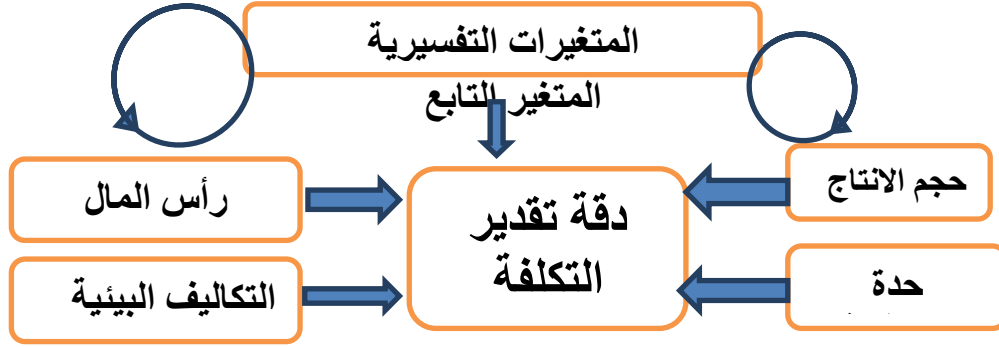 المتغيرات التفسيرية
المتغير التابع
حجم الانتاج
رأس المال
دقة تقدير
التكلفة
حدة
التكاليف البيئية